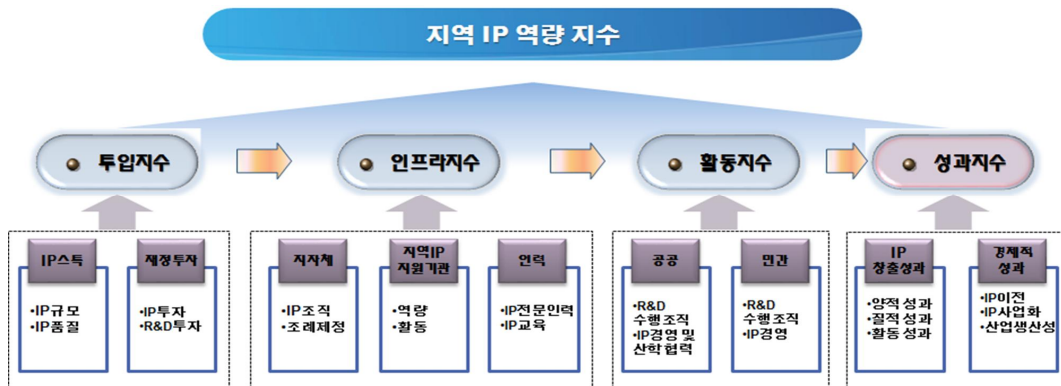 지역 IP 역량 지수
투입지수
인프라지수
활동지수
성과지수
IP스톡
•IP규모
•IP품질
재정투자
•IP투자
•R&D투자
지자체
•IP조직
•조례제정
지역IP
지원기관
•역량
•활동
인력
•IP전문인력
•IP교육
공공
•R&D
수행조직
•IP경영 및
산학협력
민간
•R&D
수행조직
•IP경영
IP
창출성과
•양적성과
•질적성과
•활동성과
경제적
성과
•IP이전
•IP사업화
•산업생산성